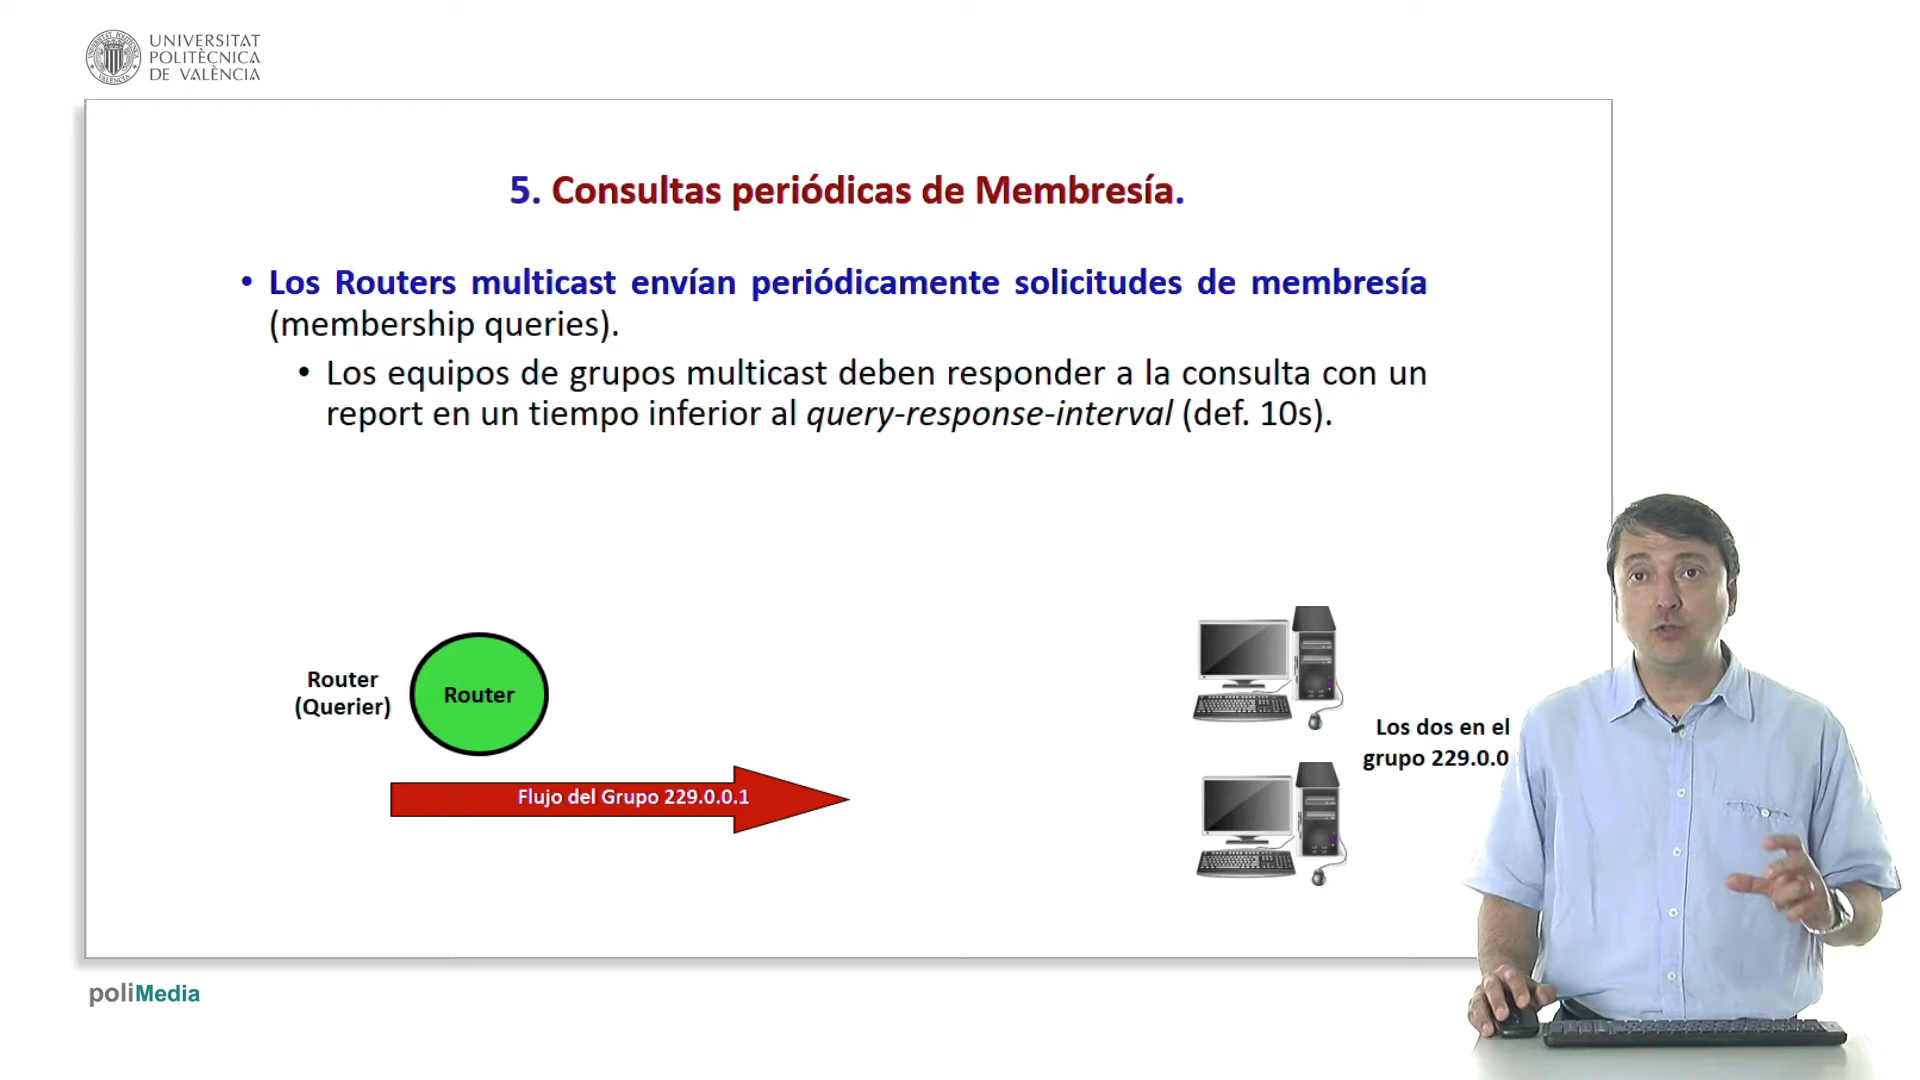 UNIVERSITAT
POLITÈCNICA
DE VALÈNCIA
5. Consultas periódicas de Membresía.
• Los Routers multicast envían periódicamente solicitudes de membresía
(membership queries).
• Los equipos de grupos multicast deben responder a la consulta con un
report en un tiempo inferior al query-response-interval (def. 10s).
Router
(Querier)
Router
Los dos en el
grupo 229.0.0
Flujo del Grupo 229.0.0.1
poliMedia